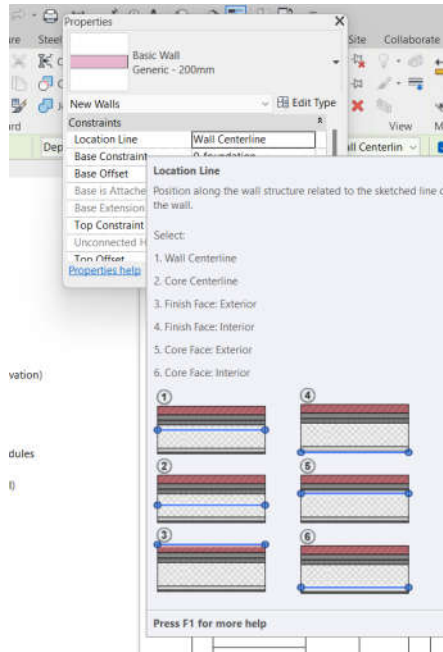 Properties
Steel
Site
Collaborate
Basic Wall
Generic - 200mm
New Walls
Edit Type
View
Constraints
Location Line
Wall Centerline
ll Centerlin
Dep
Base Constraint
0-foundation
Base Offset
Location Line
Base is Attache
Position along the wall structure related to the sketched line o
Base Extension
the wall.
Top Constraint
Unconnected H
Select:
Top Offset
Properties help
1. Wall Centerline
2. Core Centerline
3. Finish Face: Exterior
4. Finish Face: Interior
5. Core Face: Exterior
6. Core Face: Interior
vation)
1
4
dules
2
5
3
6
Press F1 for more help